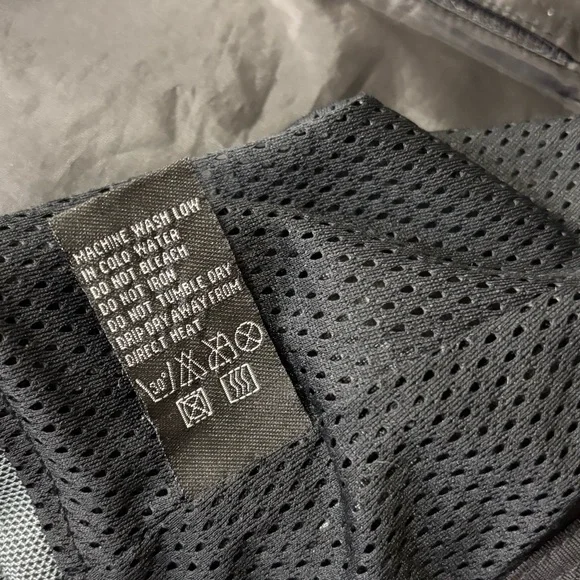 MACHINE WASH LOW
IN COLD WATER
DO NOT BLEACH
DO NOT IRON
DO NOT TUMBLE DRY
DRIP DRY AWAY FROM
DIRECT HEAT
30°